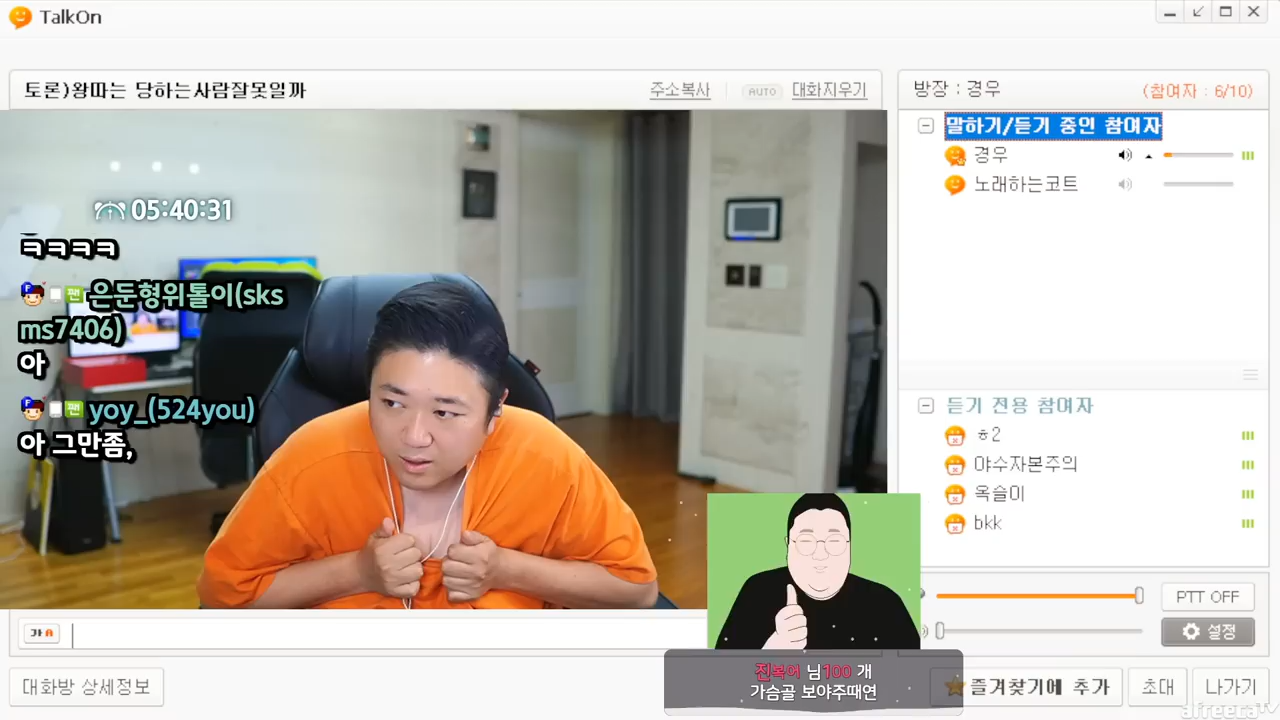 TalkOn
토론)왕따는 당하는사람잘못일까
주소복사
AUTO
대화지우기
방장 : 경우
(참여자 : 6/10)
말하기/듣기 중인 참여자
경우
노래하는코트
05:40:31
ㅋㅋㅋㅋ
F 팬 은둔형위톨이(sks
ms7406)
아
F 팬 yoy_(524you)
아 그만좀,
듣기 전용 참여자
ㅎ2
야수자본주의
옥슬이
bkk
PTT OFF
설정
가A
진복어 님100 개
가슴골 보야주때연
대화방 상세정보
즐겨찾기에 추가
초대
나가기
afreecaTV